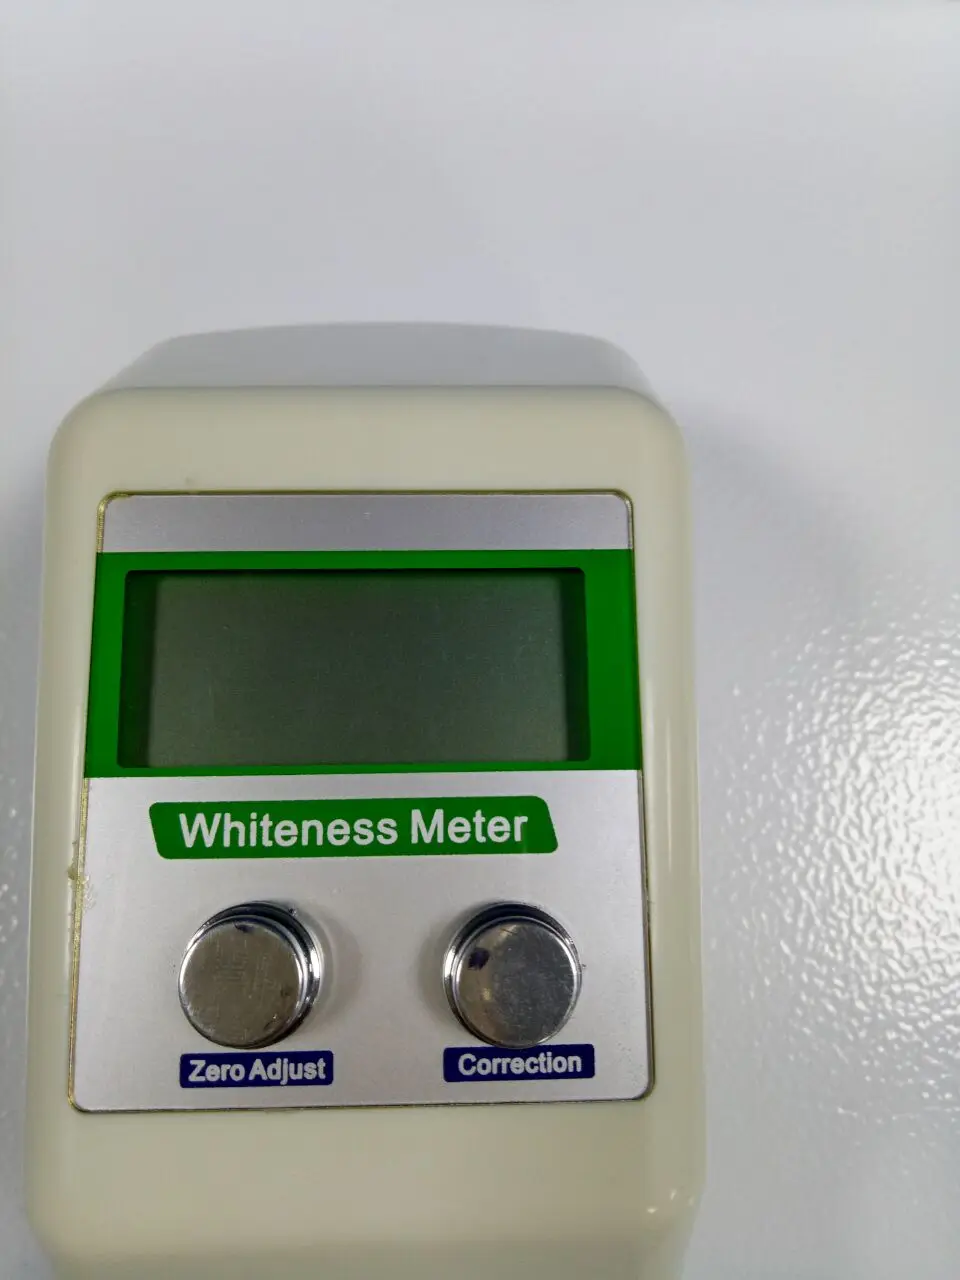 Whiteness Meter
Zero Adjust
Correction